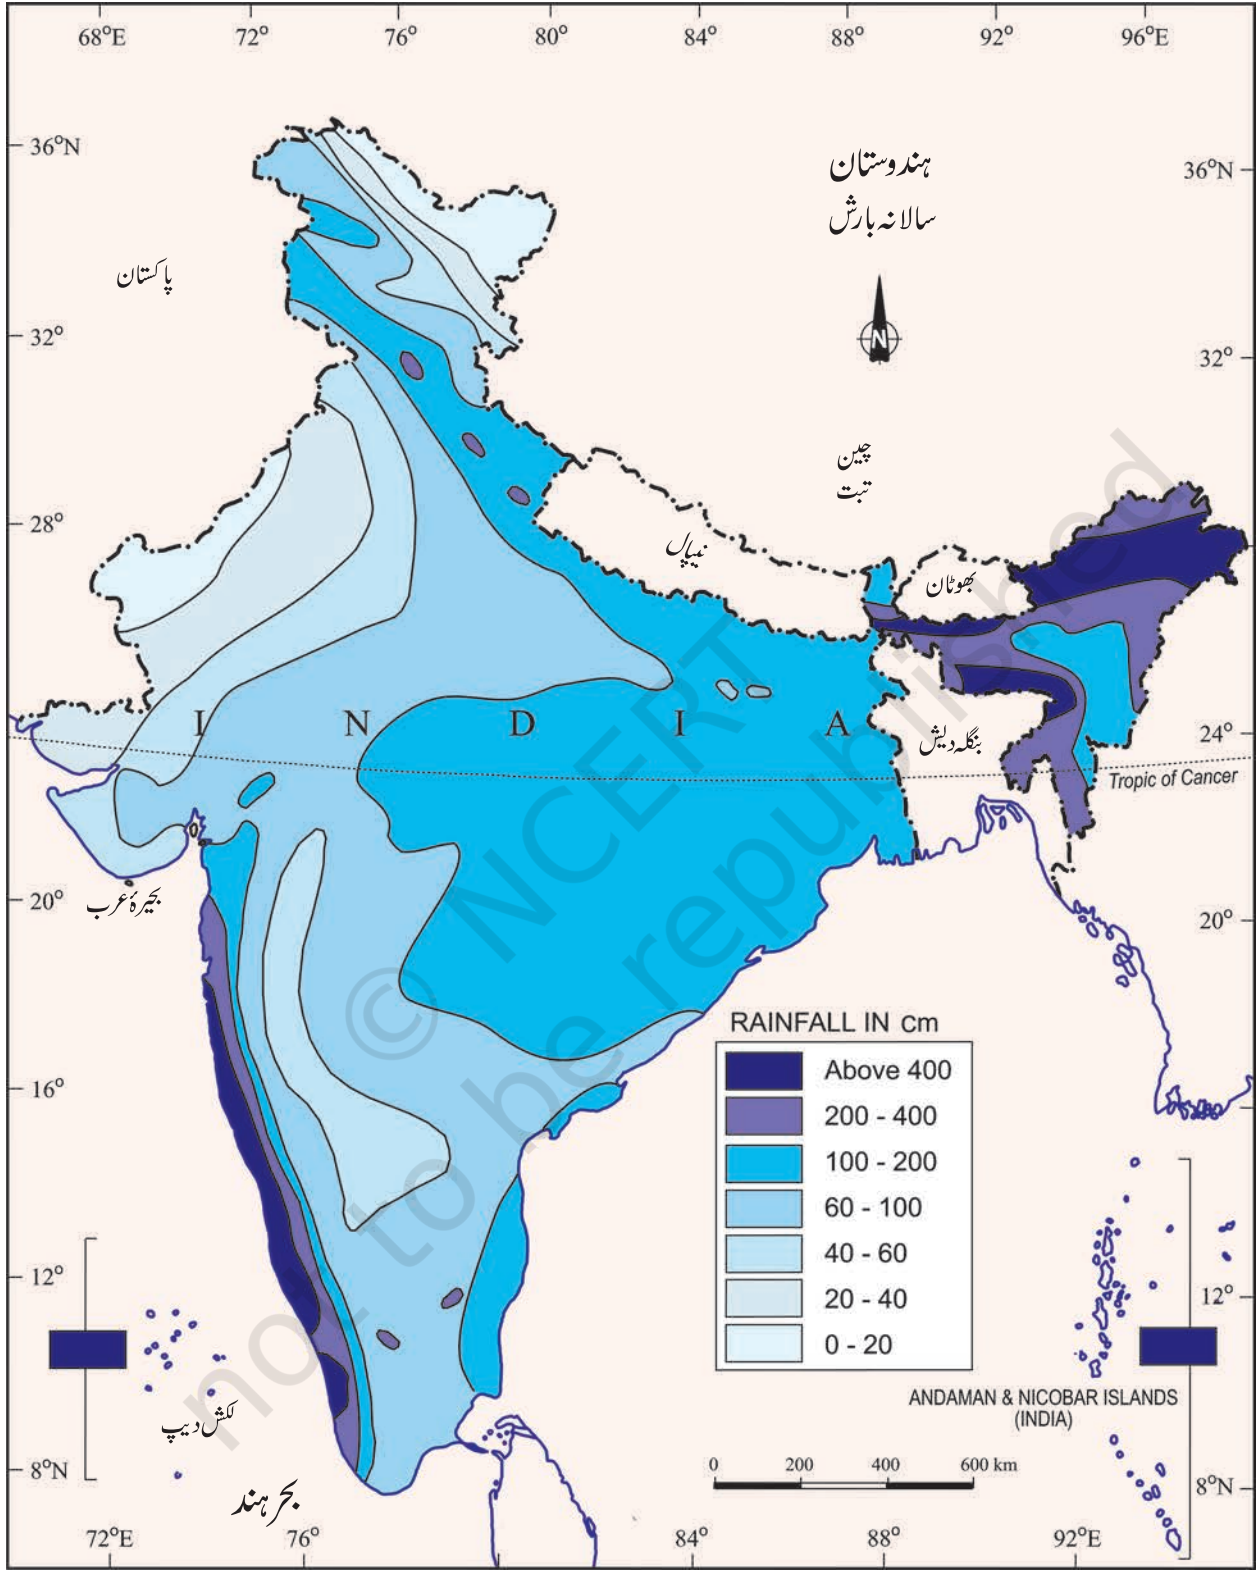 68°E 72° 76° 80° 84° 88° 92° 96°E
36°N
36°N
ہندوستان
سالانہ بارش
پاکستان
N
32°
32°
چین
تبت
28°
نیپال
بھوٹان
I N D I A
24°
بنگلہ دیش
Tropic of Cancer
20°
20°
بحیرۂ عرب
© NCERT
not to be republished
RAINFALL IN cm
Above 400
200 - 400
100 - 200
60 - 100
40 - 60
20 - 40
0 - 20
16°
12°
12°
ANDAMAN & NICOBAR ISLANDS
(INDIA)
لکش دیپ
0 200 400 600 km
8°N
8°N
بحر ہند
72°E 76° 84° 88° 92°E